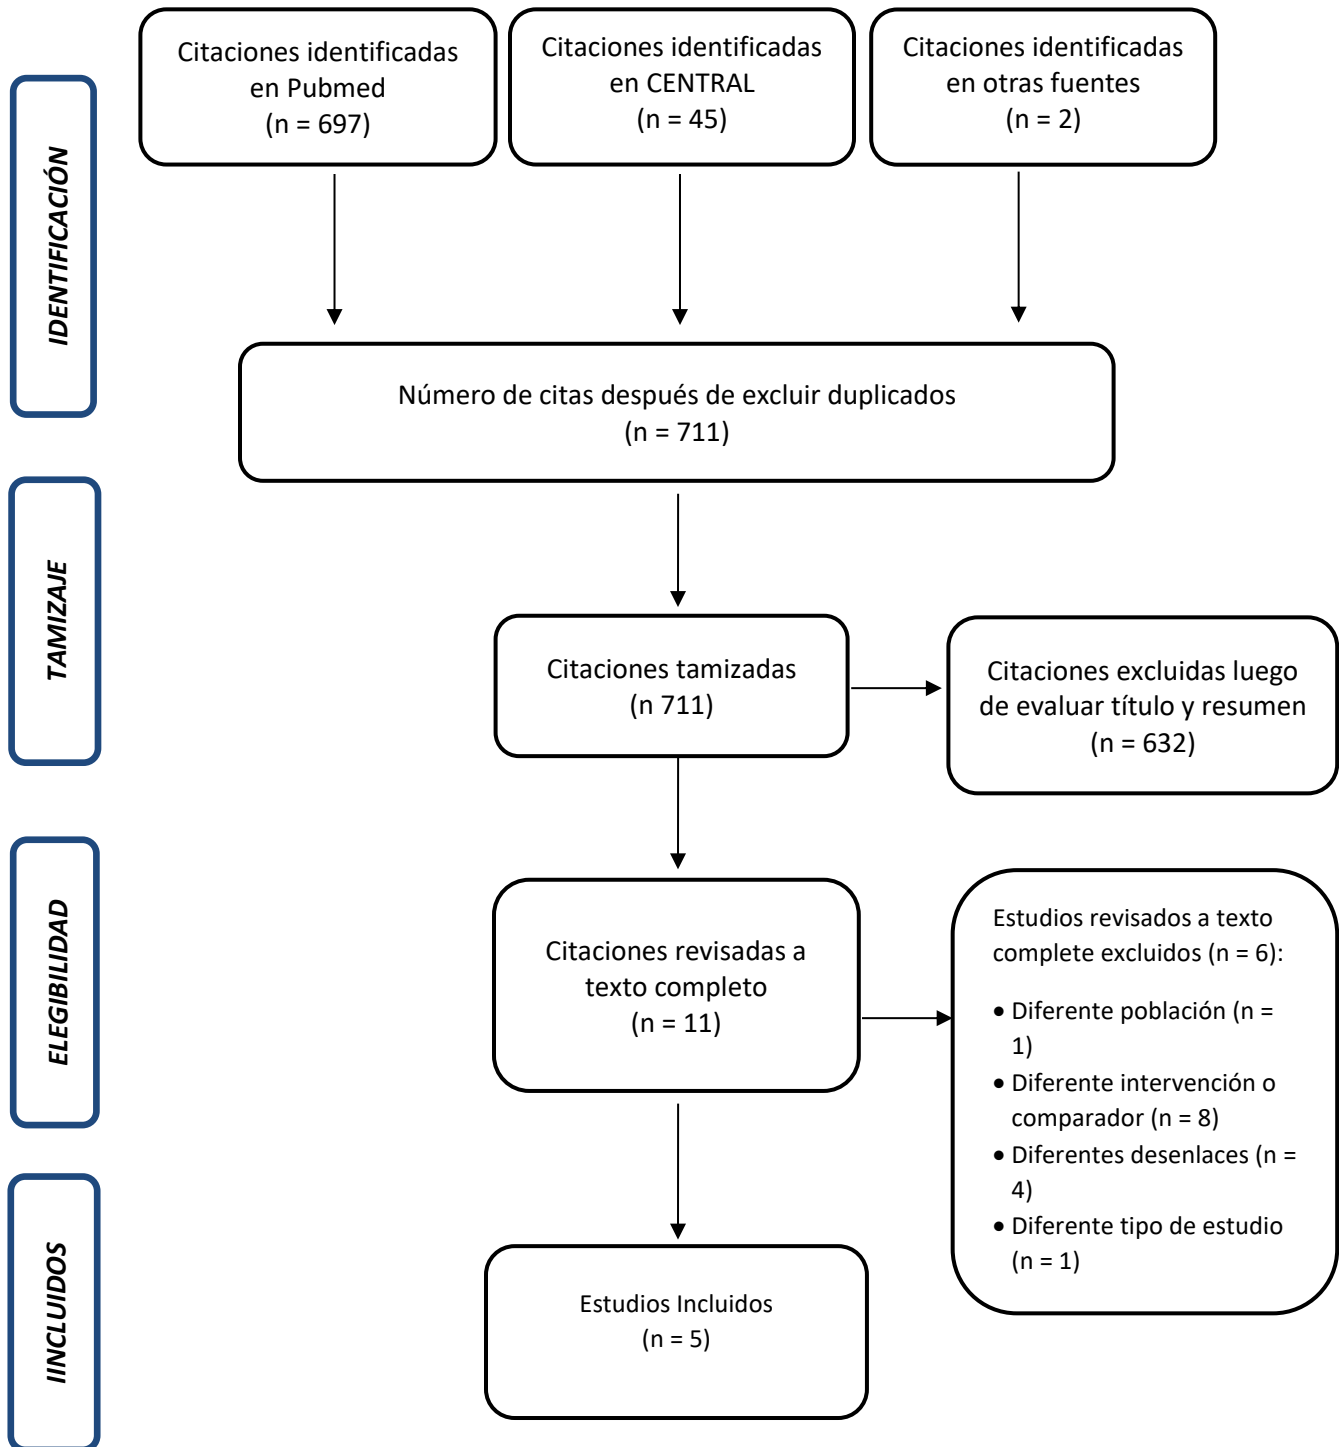 Citaciones identificadas
en Pubmed
(n = 697)
Citaciones identificadas
en CENTRAL
(n = 45)
Citaciones identificadas
en otras fuentes
(n = 2)
IDENTIFICACIÓN
Número de citas después de excluir duplicados
(n = 711)
TAMIZAJE
Citaciones tamizadas
(n 711)
Citaciones excluidas luego
de evaluar título y resumen
(n = 632)
ELEGIBILIDAD
Citaciones revisadas a
texto completo
(n = 11)
Estudios revisados a texto
complete excluidos (n = 6):
• Diferente población (n =
1)
• Diferente intervención o
comparador (n = 8)
• Diferentes desenlaces (n =
4)
• Diferente tipo de estudio
(n = 1)
IINCLUIDOS
Estudios Incluidos
(n = 5)